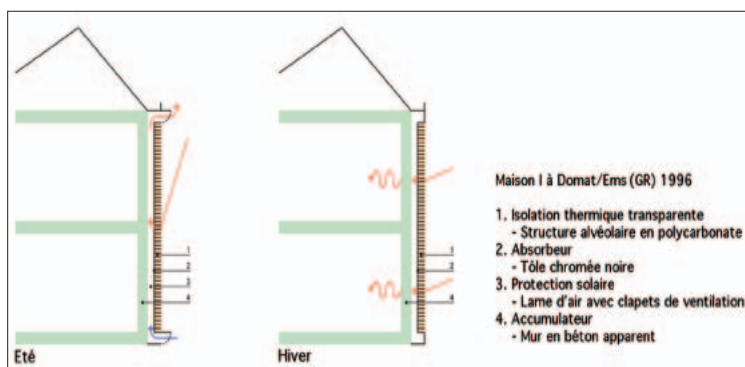 Maison I à Domat/Ems (GR) 1996
1. Isolation thermique transparente
- Structure alvéolaire en polycarbonate
2. Absorbeur
- Tôle chromée noire
3. Protection solaire
- Lame d'air avec clapets de ventilation
4. Accumulateur
- Mur en béton apparent
1
2
3
4
1
2
4
Eté
Hiver